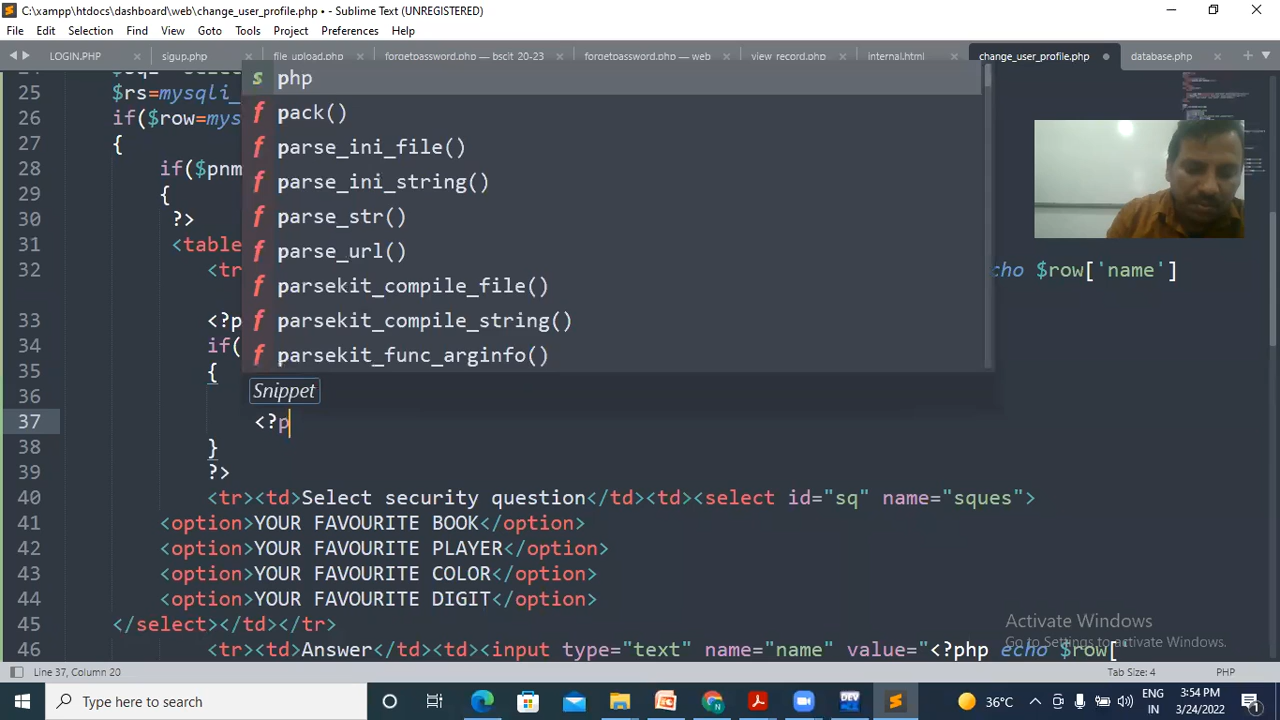 C:\xampp\htdocs\dashboard\web\change_user_profile.php • - Sublime Text (UNREGISTERED)
File Edit Selection Find View Goto Tools Project Preferences Help
LOGIN.PHP sigup.php file_upload.php forgetpassword.php — bscit 20-23 forgetpassword.php — web view_record.php internal.html change_user_profile.php database.php
php
25 $rs=mysqli_
pack()
26 if($row=mys
27 {
parse_ini_file()
28 if($pnm
parse_ini_string()
29 {
parse_str()
30 ?>
31 <table
parse_url()
32 <tr echo $row['name']
parsekit_compile_file()
33 <?p
parsekit_compile_string()
34 if(
parsekit_func_arginfo()
35 {
36
Snippet
37 <?p
38 }
39 ?>
40 <tr><td>Select security question</td><td><select id="sq" name="sques">
41 <option>YOUR FAVOURITE BOOK</option>
42 <option>YOUR FAVOURITE PLAYER</option>
43 <option>YOUR FAVOURITE COLOR</option>
44 <option>YOUR FAVOURITE DIGIT</option>
45 </select></td></tr>
46 <tr><td>Answer</td><td><input type="text" name="name" value="<?php echo $row['
Activate Windows
Go to Settings to activate Windows.
Line 37, Column 20 Tab Size: 4 PHP
Type here to search 36°C ENG IN 3:54 PM 3/24/2022